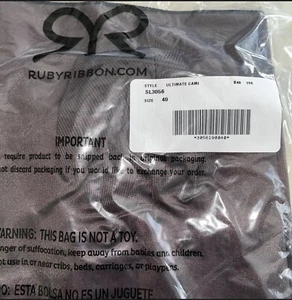 RUBYRIBBON.COM
STYLE ULTIMATE CAMI
SL3056
SIZE 40
IMPORTANT
require product to be shipped back in original packaging.
not discard packaging if you would like to exchange your order.
WARNING: THIS BAG IS NOT A TOY.
nger of suffocation, keep away from babies and children.
not use in or near cribs, beds, carriages, or playpens.
O: ESTA BOLSA NO ES UN JUGUETE.